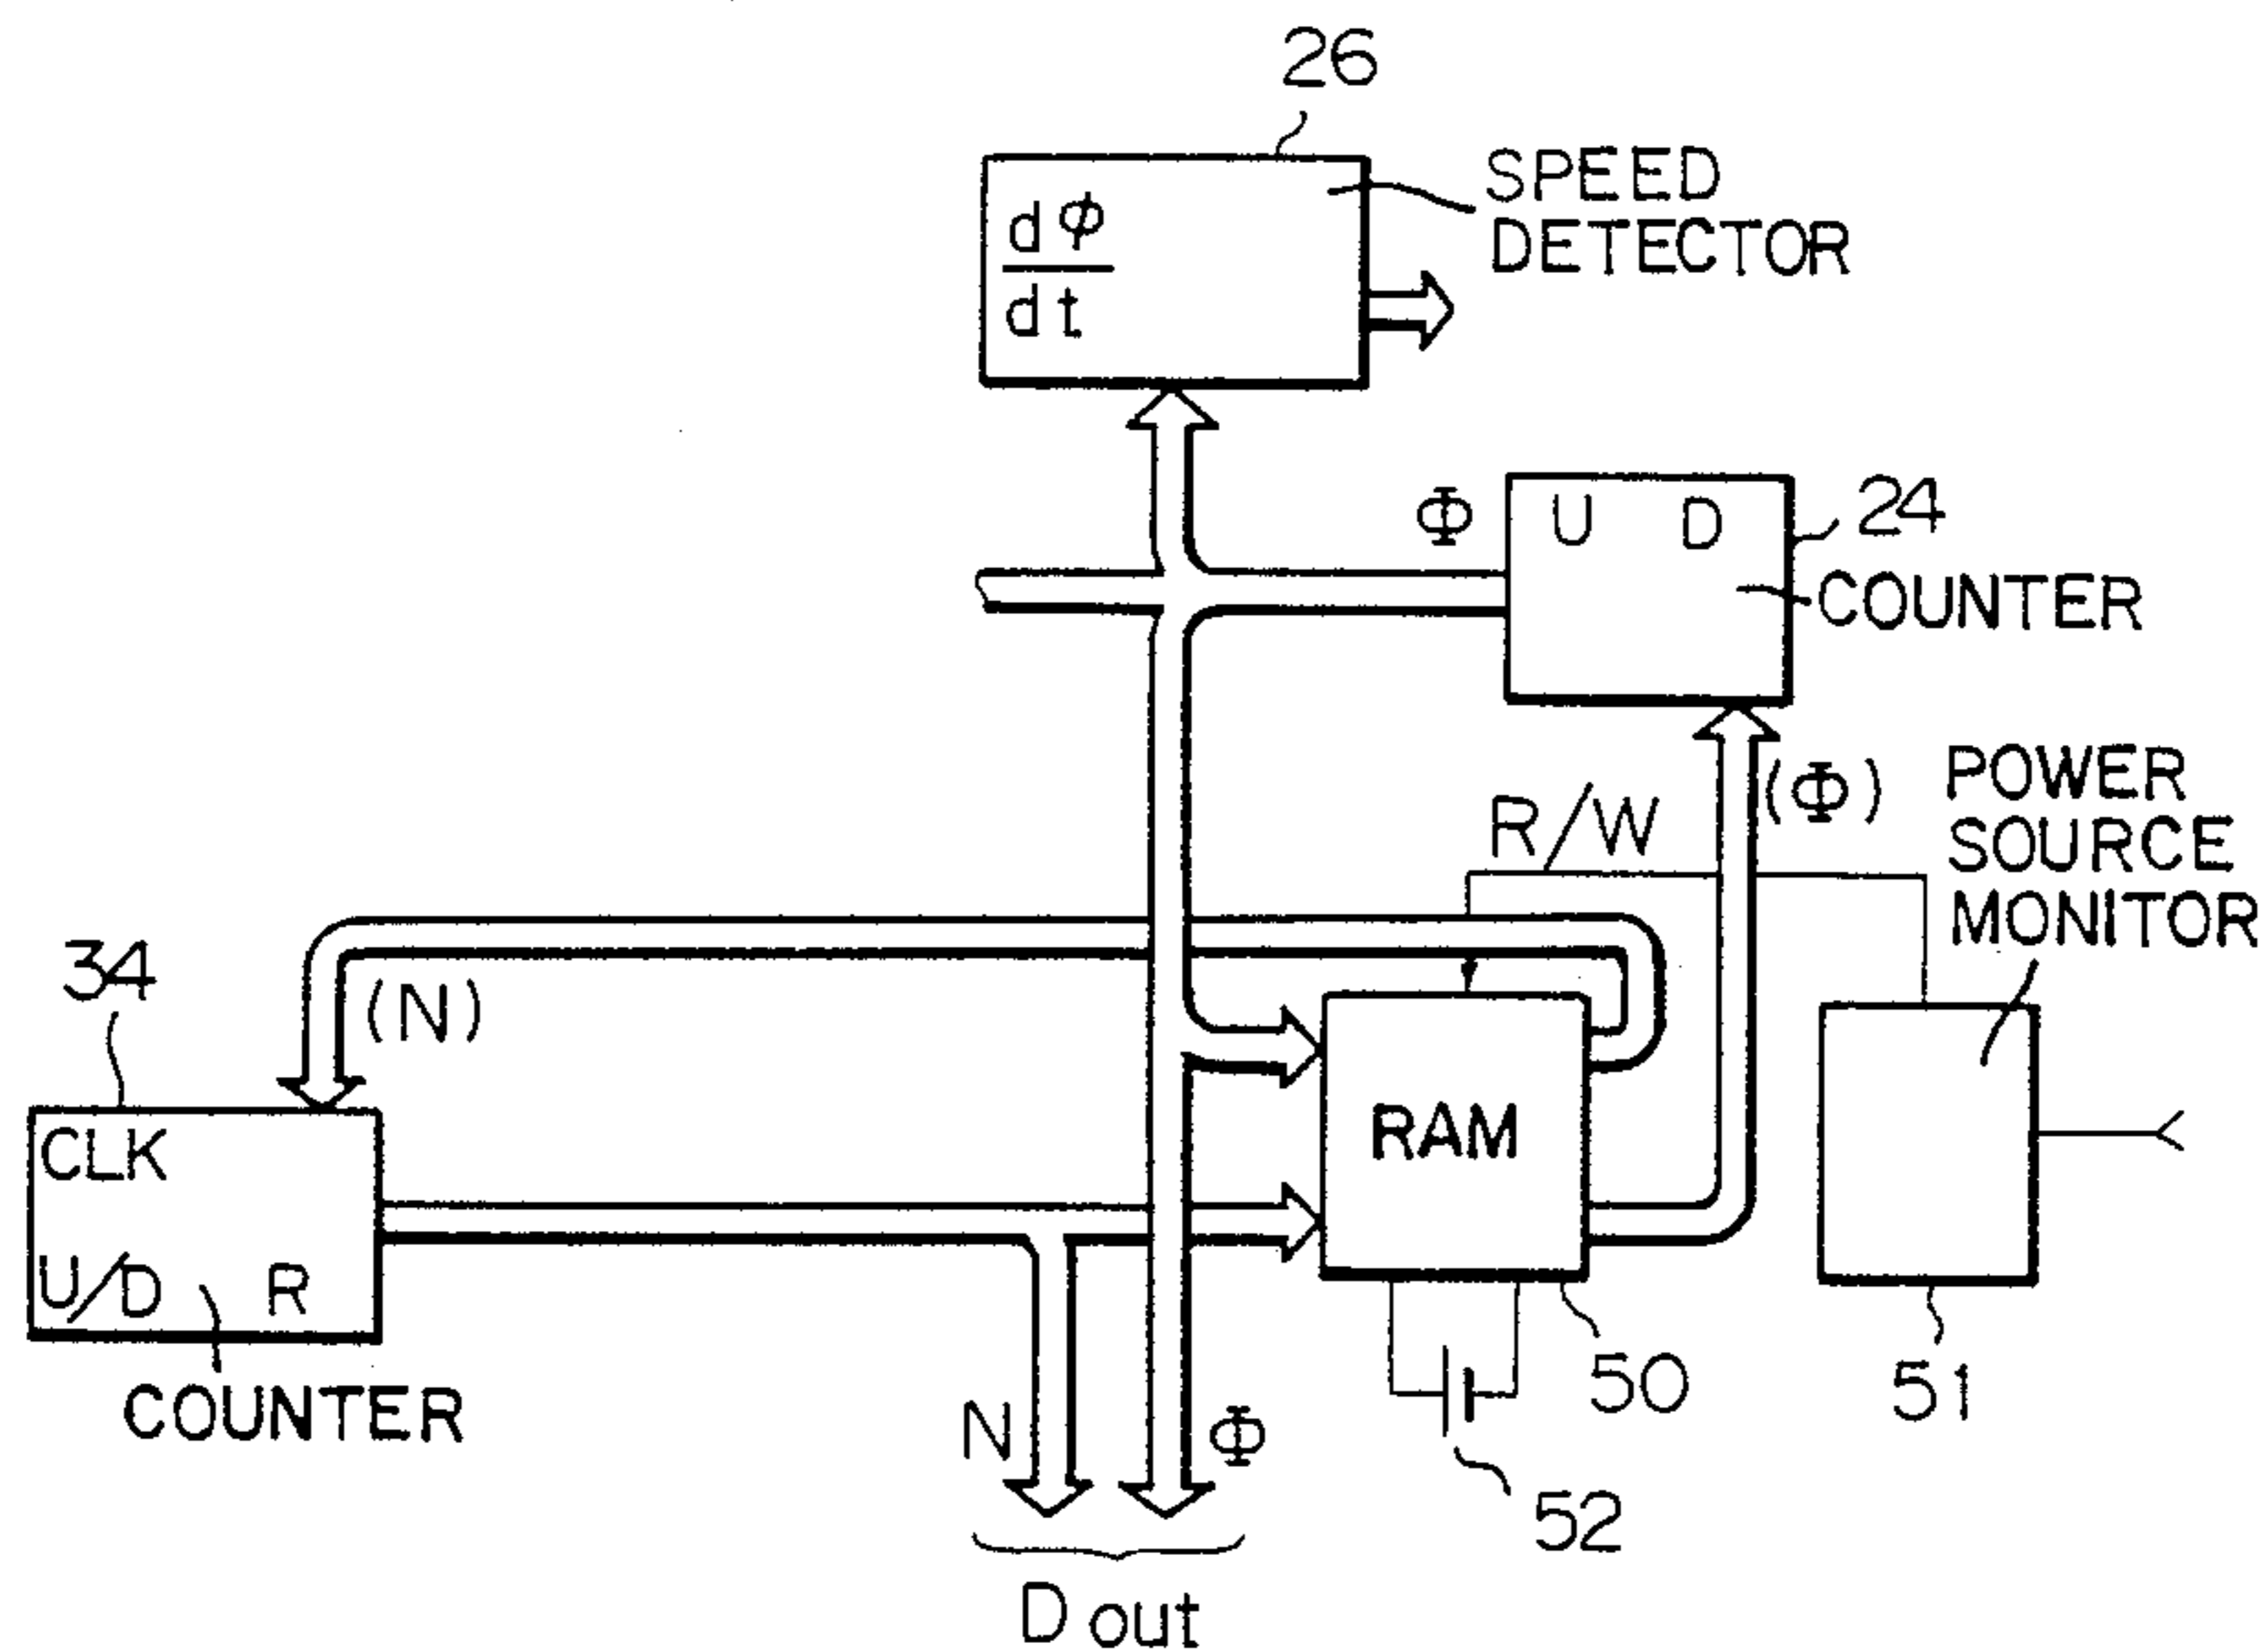 26
SPEED
DETECTOR
dϕ
dt
Φ
U D
24
COUNTER
R/W
(Φ)
POWER
SOURCE
MONITOR
34
(N)
CLK
RAM
U/D R
COUNTER
50
51
N
Φ
52
D out